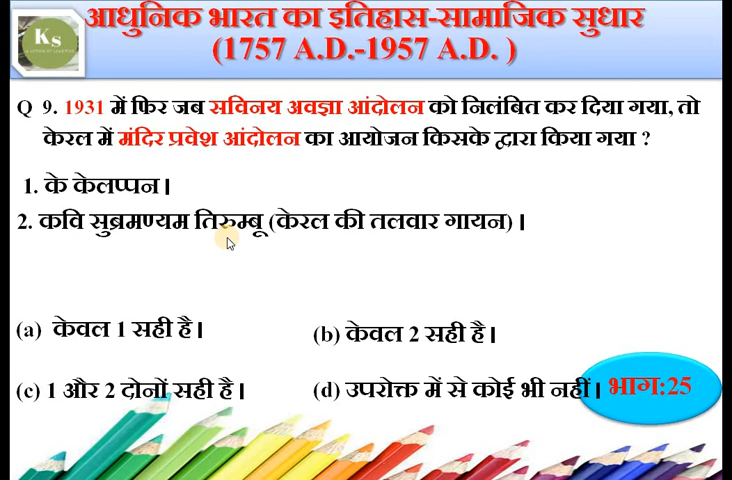 आधुनिक भारत का इतिहास-सामाजिक सुधार
(1757 A.D.-1957 A.D. )
Ks
Q 9. 1931 में फिर जब सविनय अवज्ञा आंदोलन को निलंबित कर दिया गया, तो
केरल में मंदिर प्रवेश आंदोलन का आयोजन किसके द्वारा किया गया ?
1. के केलप्पन।
2. कवि सुब्रमण्यम तिरुम्बू (केरल की तलवार गायन) ।
(a) केवल 1 सही है।
(b) केवल 2 सही है।
(c) 1 और 2 दोनों सही है।
(d) उपरोक्त में से कोई भी नहीं।
भाग:25